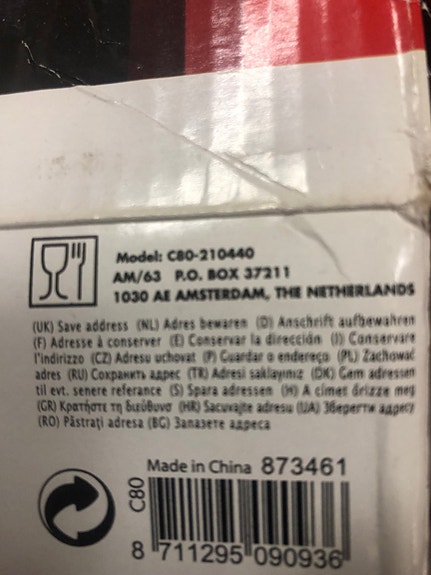 Model: C80-210440
AM/63 P.O. BOX 37211
1030 AE AMSTERDAM, THE NETHERLANDS
(UK) Save address (NL) Adres bewaren (D) Anschrift aufbewahren
(F) Adresse à conserver (E) Conservar la dirección (I) Conservare
l'indirizzo (CZ) Adresu uchovat (P) Guardar o endereço (PL) Zachować
adres (RU) Сохранить адрес (TR) Adresi saklayınız (DK) Gem adressen
til evt. senere referance (S) Spara adressen (H) A címet őrizze meg
(GR) Κρατήστε τη διεύθυνσ (HR) Sacuvajte adresu (UA) Зберегти адресу
(RO) Păstrați adresa (BG) Запазете адреса
Made in China 873461
C80
8 711295 090936